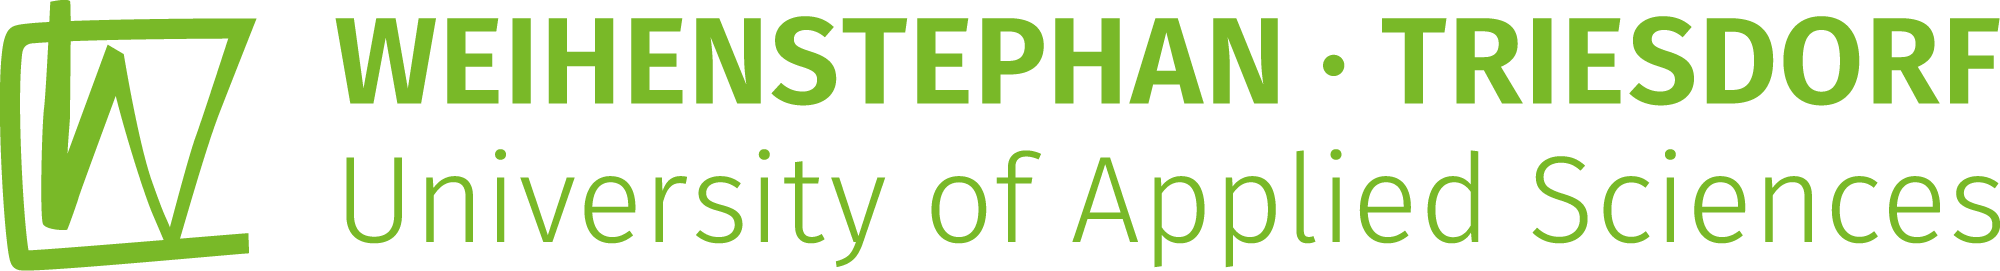 WEIHENSTEPHAN · TRIESDORF
University of Applied Sciences